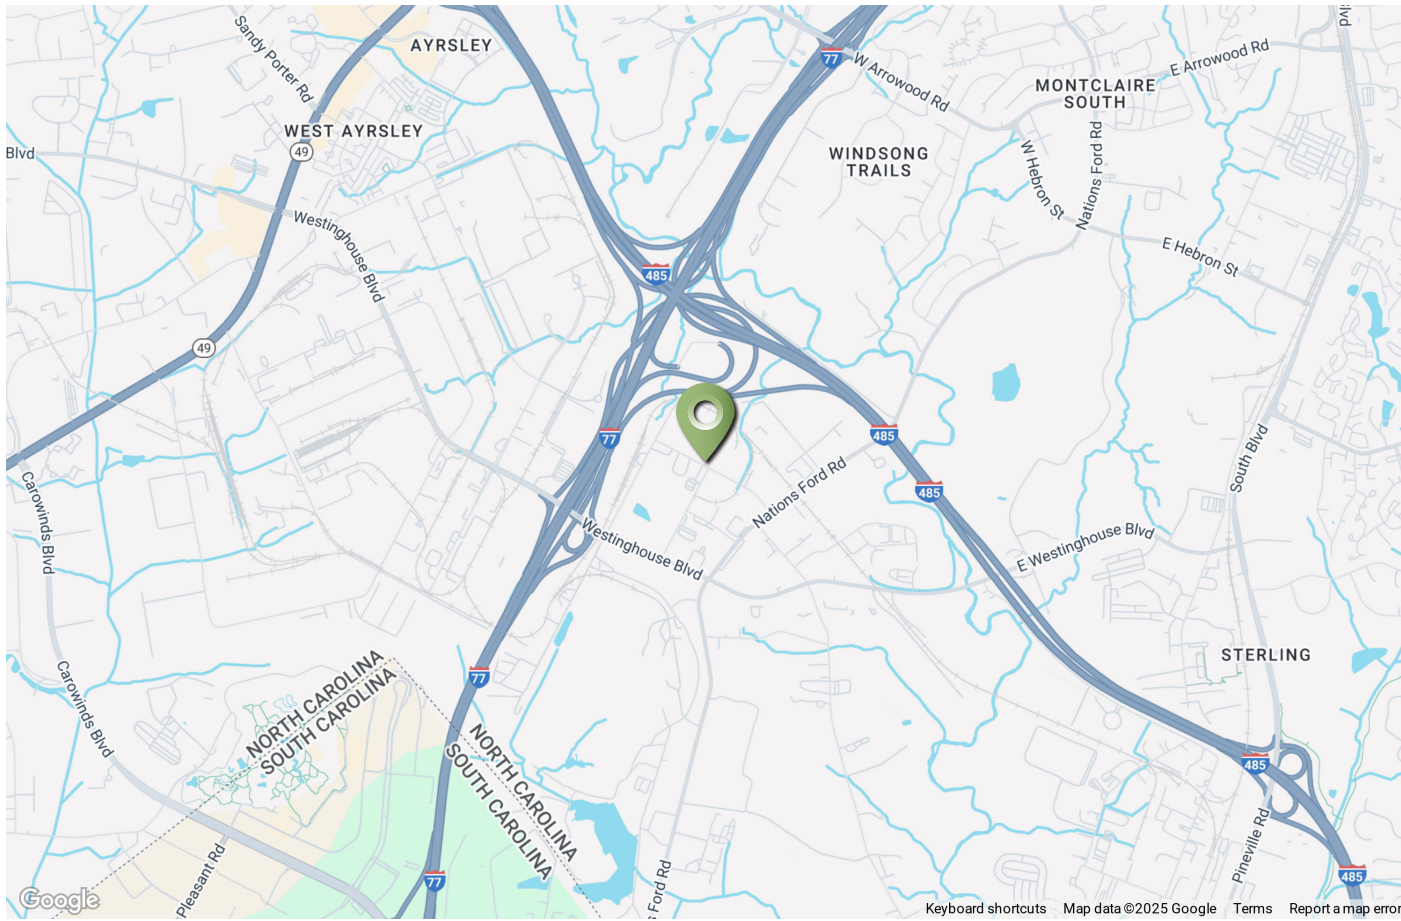 AYRSLEY
Sandy Porter Rd
77
W Arrowood Rd
E Arrowood Rd
Blvd
MONTCLAIRE
SOUTH
WEST AYRSLEY
49
Blvd
WINDSONG
TRAILS
W Hebron St
Nations Ford Rd
Westinghouse Blvd
E Hebron St
485
49
77
485
South Blvd
Nations Ford Rd
485
Carowinds Blvd
Westinghouse Blvd
E Westinghouse Blvd
STERLING
NORTH CAROLINA
SOUTH CAROLINA
77
Carowinds Blvd
NORTH CAROLINA
SOUTH CAROLINA
485
Pineville Rd
Pleasant Rd
77
s Ford Rd
485
Google
Keyboard shortcuts
Map data ©2025 Google
Terms
Report a map error